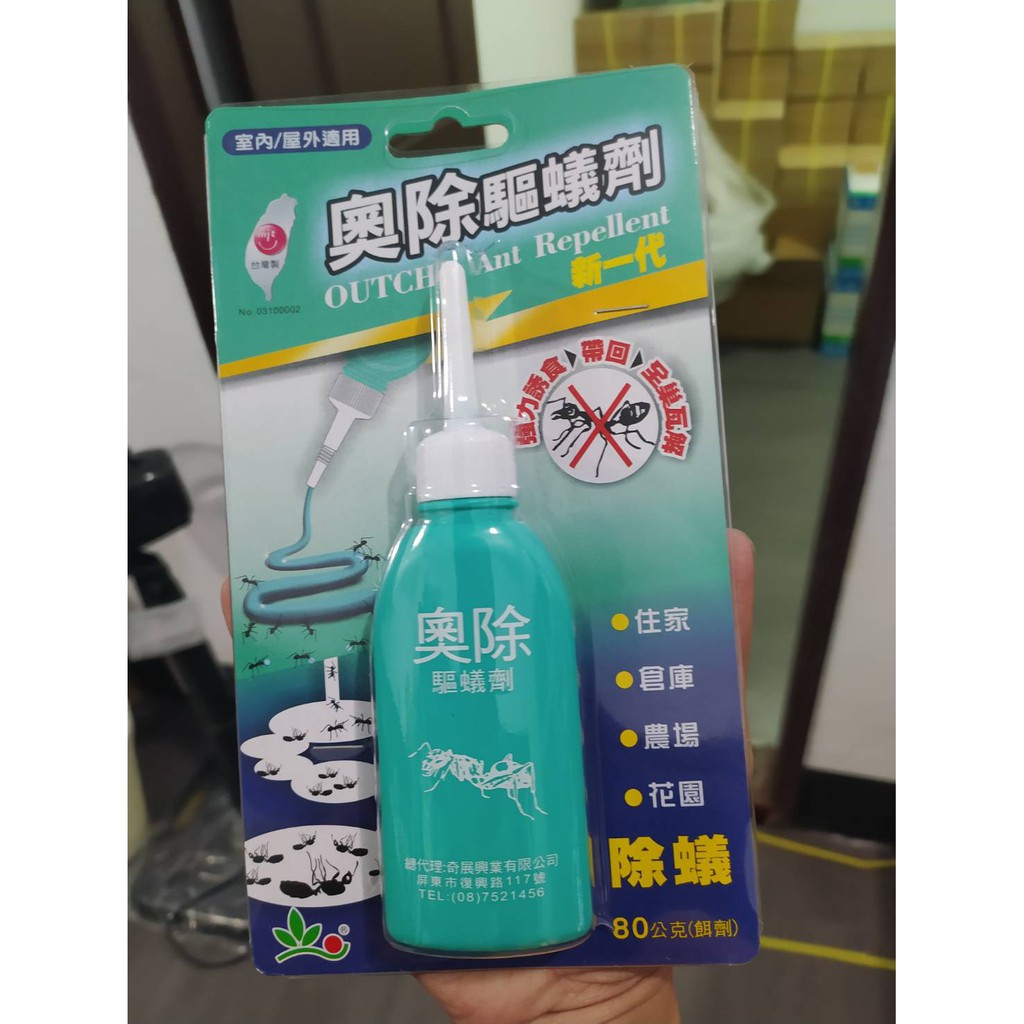 室內/屋外適用
奧除驅蟻劑
OUTCH Ant Repellent
新一代
台灣製
No. 03100002
強力誘食▶帶回▶全巢瓦解
奧除
驅蟻劑
總代理:奇展興業有限公司
屏東市復興路117號
TEL:(08)7521456
●住家
●倉庫
●農場
●花園
除蟻
80公克(餌劑)
®